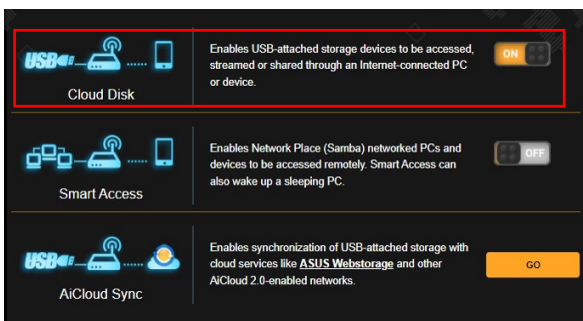 USB
Cloud Disk
Enables USB-attached storage devices to be accessed,
streamed or shared through an Internet-connected PC
or device.
ON
Smart Access
Enables Network Place (Samba) networked PCs and
devices to be accessed remotely. Smart Access can
also wake up a sleeping PC.
OFF
USB
AiCloud Sync
Enables synchronization of USB-attached storage with
cloud services like ASUS Webstorage and other
AiCloud 2.0-enabled networks.
GO